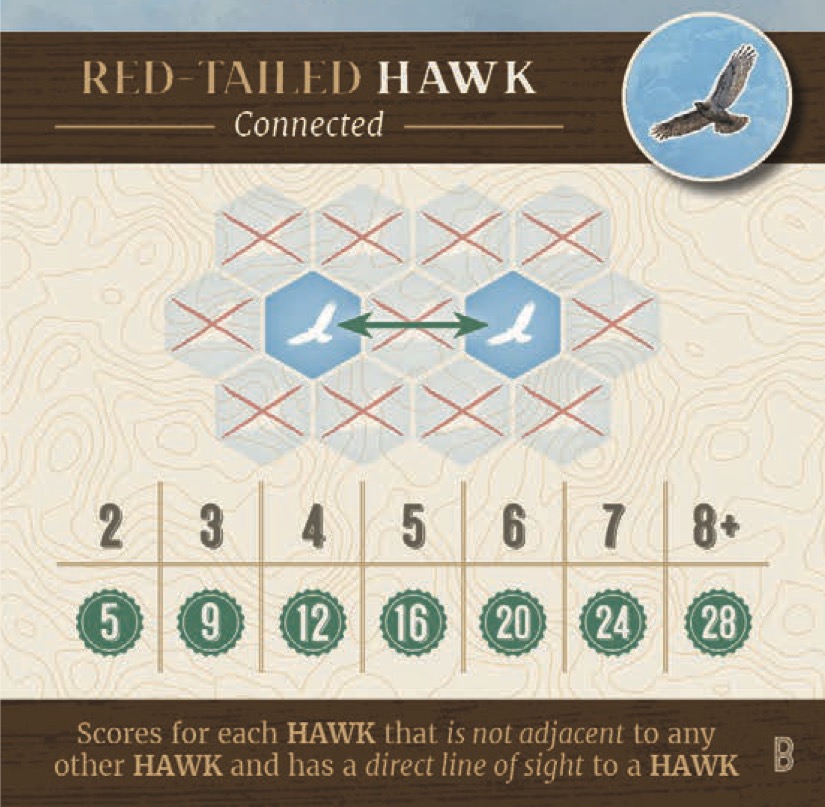 RED-TAILED HAWK
Connected
2 3 4 5 6 7 8+
5 9 12 16 20 24 28
Scores for each HAWK that is not adjacent to any
other HAWK and has a direct line of sight to a HAWK
B